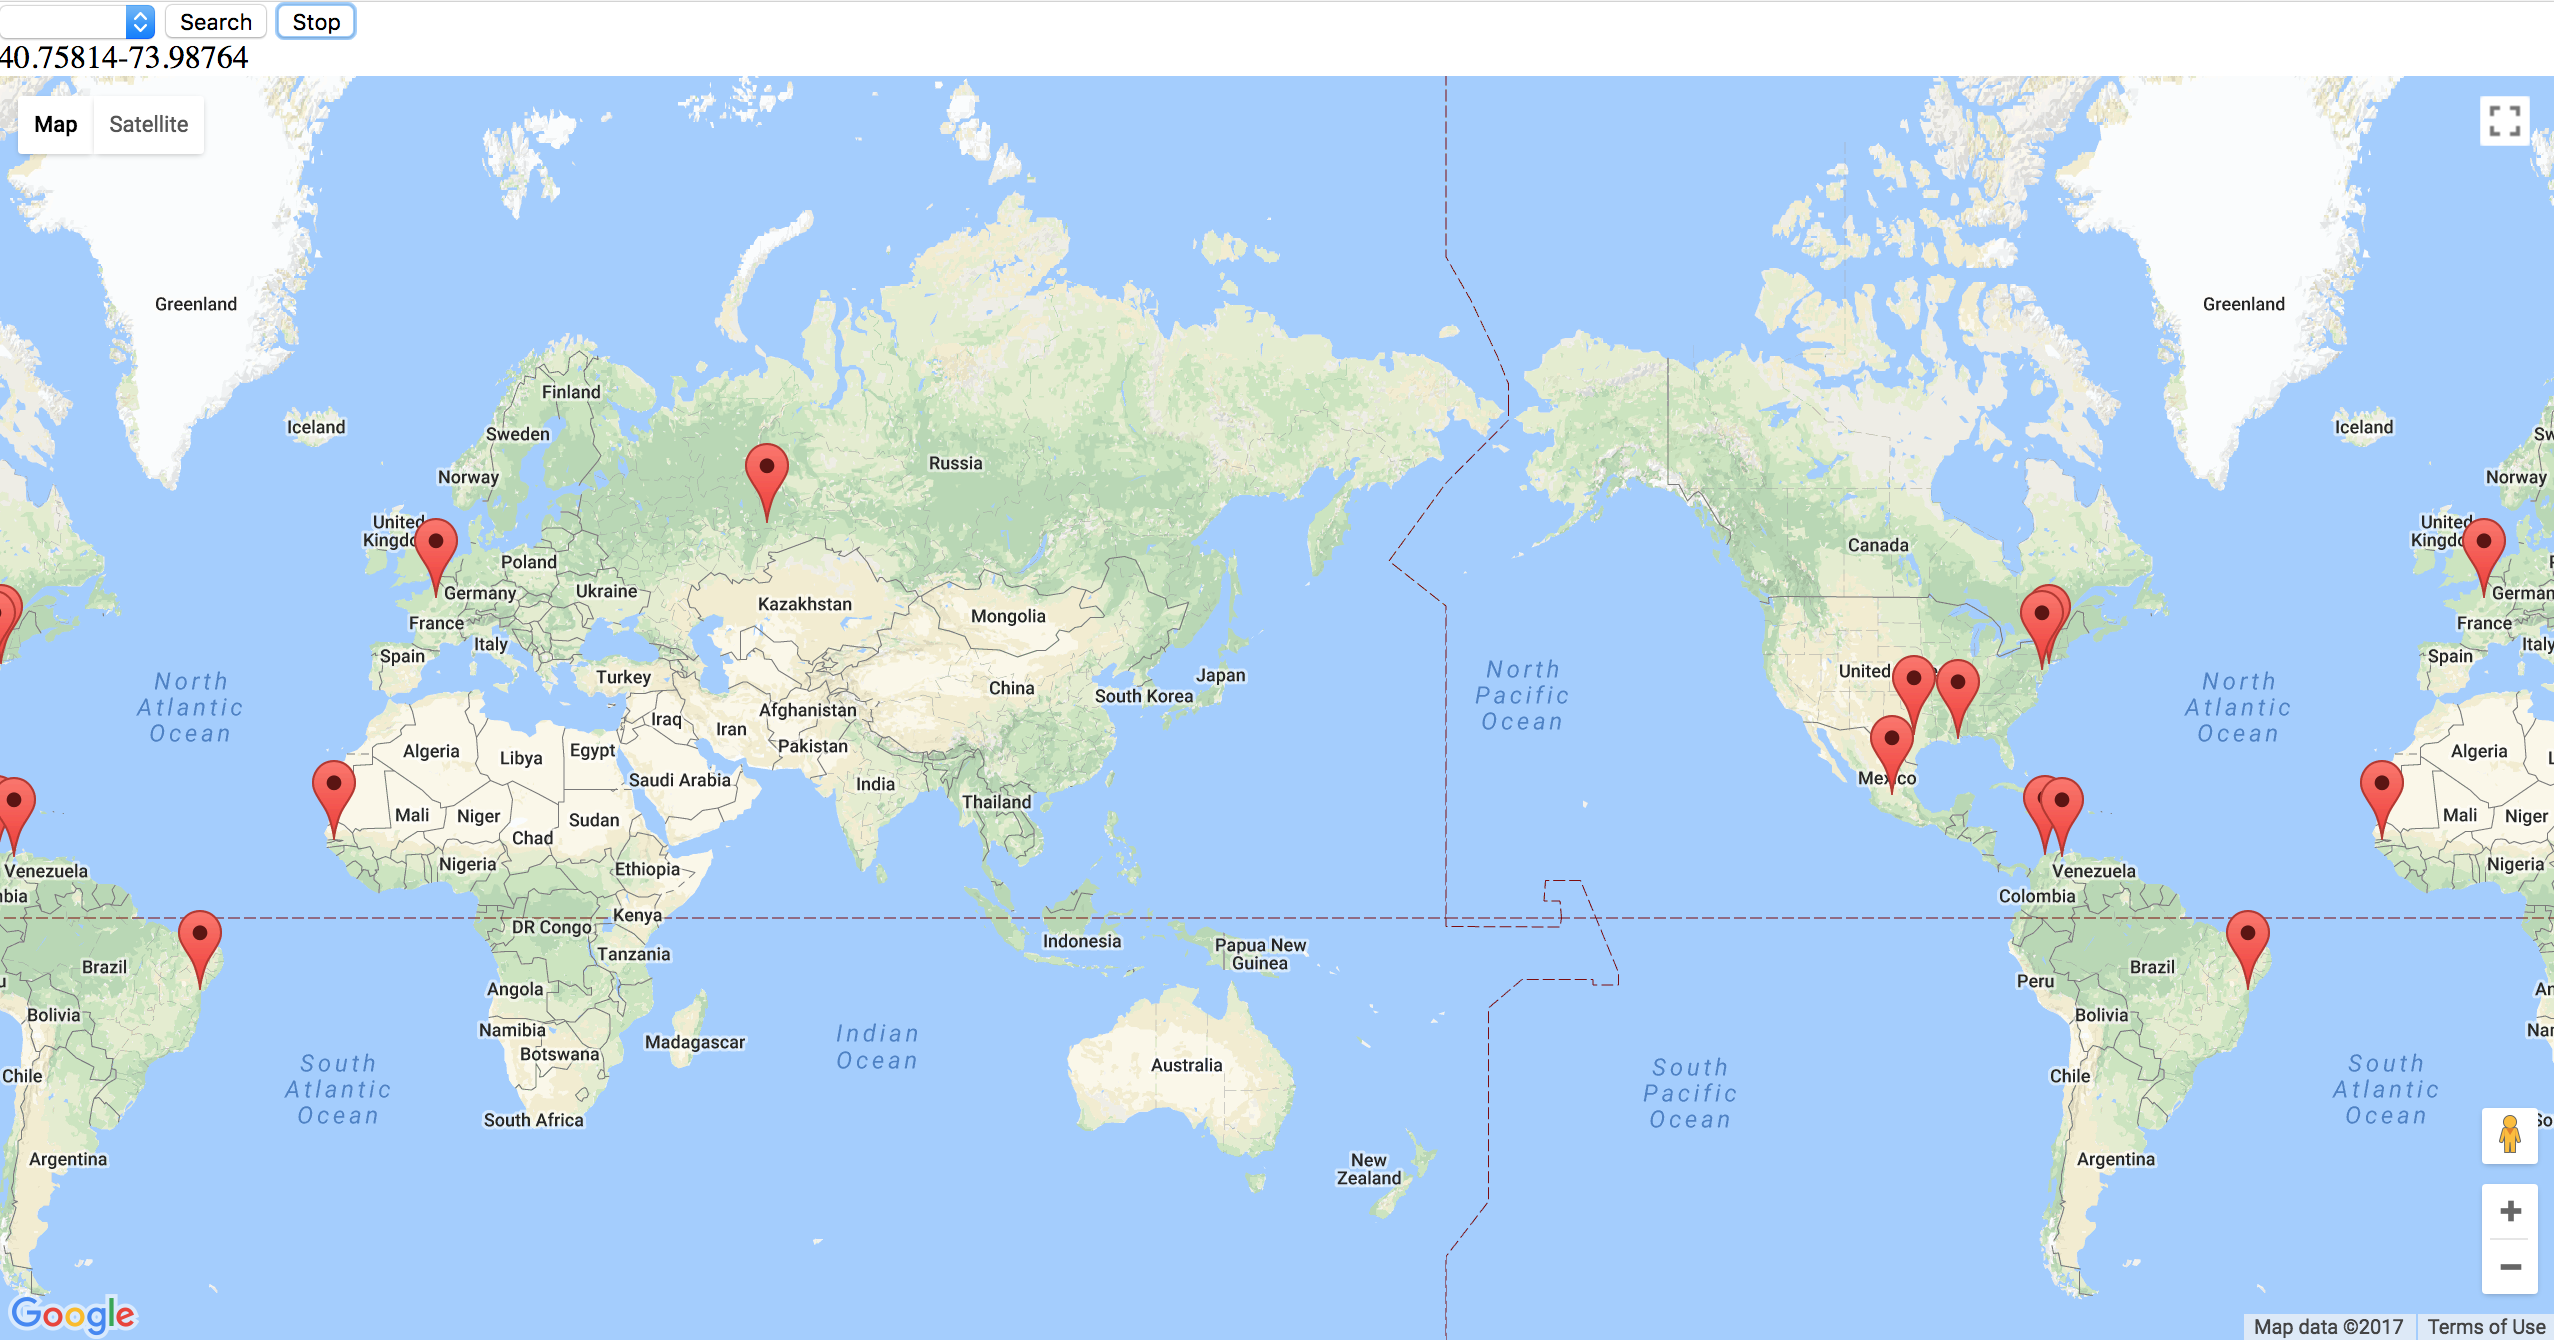 Search Stop
40.75814-73.98764
Map Satellite
Greenland
Greenland
Finland
Iceland
Iceland
Sweden
Russia
Norway
Norway
United
United
Canada
Poland
Germany
Ukraine
Kazakhstan
Mongolia
France
France
Italy
Spain
Spain
Turkey
Japan
China
South Korea
United
North
Atlantic
Ocean
North
Pacific
Ocean
North
Atlantic
Ocean
Afghanistan
Iraq
Iran
Pakistan
Algeria
Libya
Egypt
Algeria
Saudi Arabia
India
Mexico
Thailand
Mali
Niger
Sudan
Mali
Niger
Chad
Nigeria
Ethiopia
Nigeria
Venezuela
Venezuela
Colombia
Kenya
DR Congo
Indonesia
Papua New
Guinea
Tanzania
Brazil
Brazil
Peru
Angola
Bolivia
Bolivia
Namibia
Botswana
Madagascar
Indian
Ocean
Australia
Chile
Chile
South
Atlantic
Ocean
South
Pacific
Ocean
South
Atlantic
Ocean
South Africa
Argentina
New
Zealand
Argentina
Google
Map data ©2017 Terms of Use